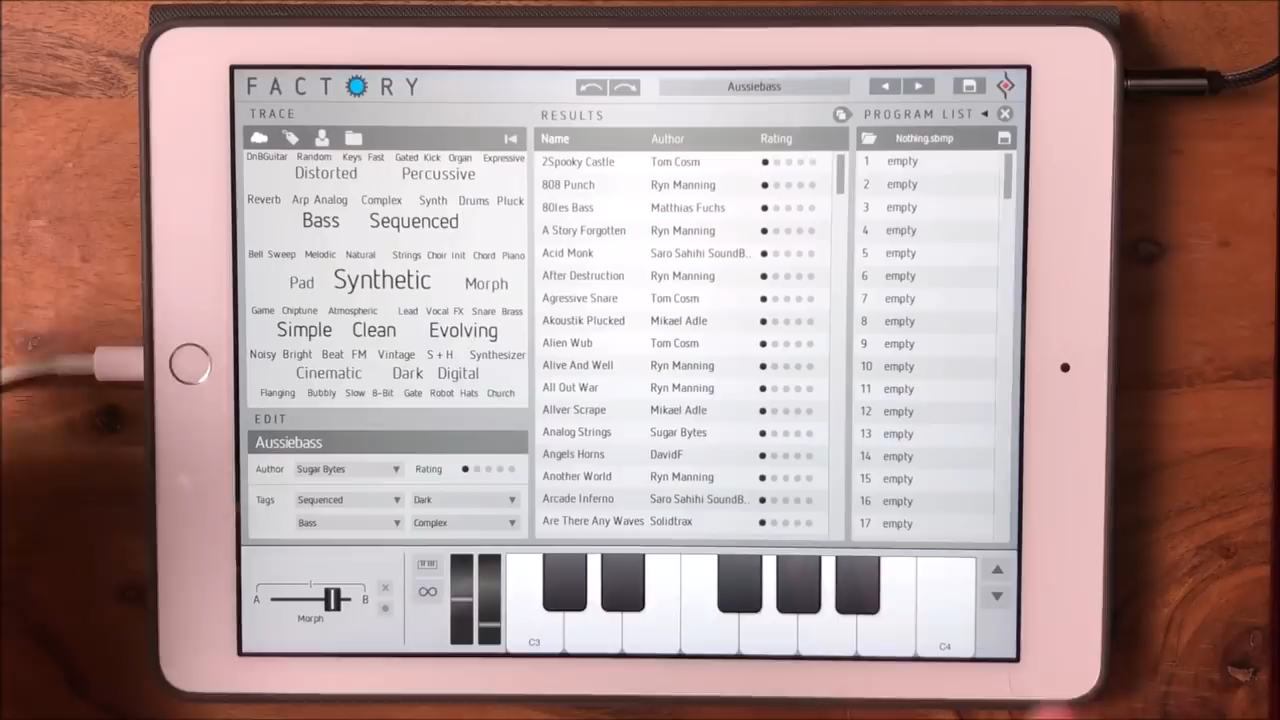 FACTORY
Aussiebass
TRACE
DnBGuitar Random Keys Fast Gated Kick Organ Expressive
Distorted Percussive
Reverb Arp Analog Complex Synth Drums Pluck
Bass Sequenced
Bell Sweep Melodic Natural Strings Choir Init Chord Piano
Pad Synthetic Morph
Game Chiptune Atmospheric Lead Vocal FX Snare Brass
Simple Clean Evolving
Noisy Bright Beat FM Vintage S + H Synthesizer
Cinematic Dark Digital
Flanging Bubbly Slow 8-Bit Gate Robot Hats Church
EDIT
Aussiebass
Author Sugar Bytes Rating
Tags Sequenced Dark
Bass Complex
RESULTS
Name Author Rating
2Spooky Castle Tom Cosm
808 Punch Ryn Manning
80Ies Bass Matthias Fuchs
A Story Forgotten Ryn Manning
Acid Monk Saro Sahihi SoundB..
After Destruction Ryn Manning
Agressive Snare Tom Cosm
Akoustik Plucked Mikael Adle
Alien Wub Tom Cosm
Alive And Well Ryn Manning
All Out War Ryn Manning
Allver Scrape Mikael Adle
Analog Strings Sugar Bytes
Angels Horns DavidF
Another World Ryn Manning
Arcade Inferno Saro Sahihi SoundB..
Are There Any Waves Solidtrax
PROGRAM LIST
Nothing.sbmp
1 empty
2 empty
3 empty
4 empty
5 empty
6 empty
7 empty
8 empty
9 empty
10 empty
11 empty
12 empty
13 empty
14 empty
15 empty
16 empty
17 empty
A B
Morph
C3
C4